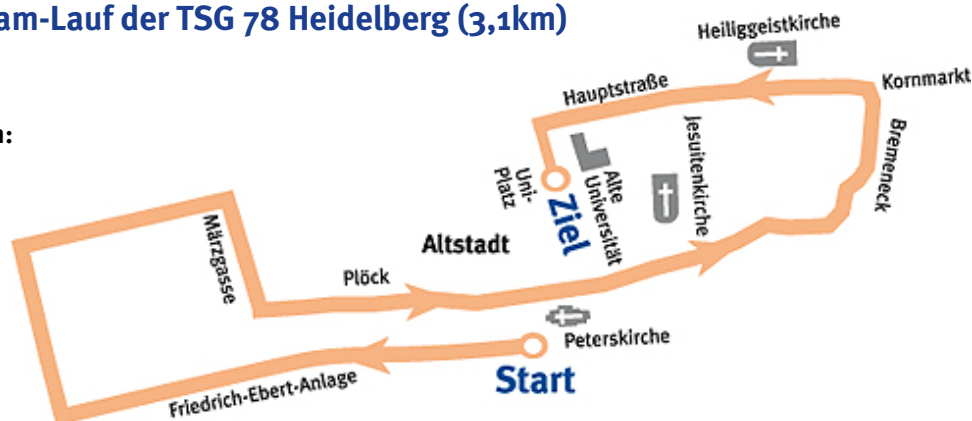 am-Lauf der TSG 78 Heidelberg (3,1km)
Heiliggeistkirche
Kornmarkt
Hauptstraße
:
Jesuitenkirche
Bremeneck
Uni-
Platz
Alte
Universität
Ziel
Märzgasse
Altstadt
Plöck
Peterskirche
Start
Friedrich-Ebert-Anlage